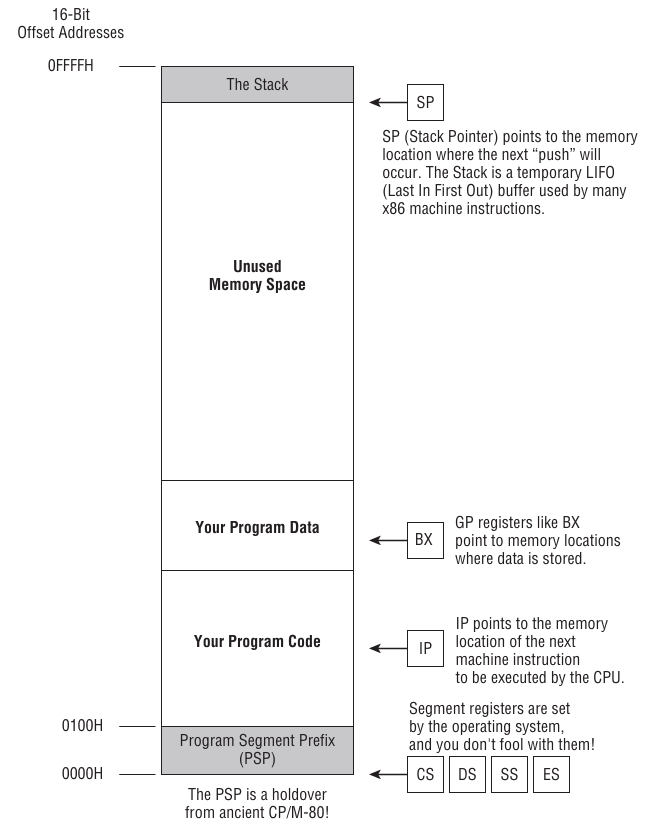 16-Bit
Offset Addresses
0FFFFH
The Stack
SP
SP (Stack Pointer) points to the memory
location where the next “push” will
occur. The Stack is a temporary LIFO
(Last In First Out) buffer used by many
x86 machine instructions.
Unused
Memory Space
Your Program Data
BX
GP registers like BX
point to memory locations
where data is stored.
Your Program Code
IP
IP points to the memory
location of the next
machine instruction
to be executed by the CPU.
Segment registers are set
by the operating system,
and you don't fool with them!
0100H
Program Segment Prefix
(PSP)
0000H
CS DS SS ES
The PSP is a holdover
from ancient CP/M-80!